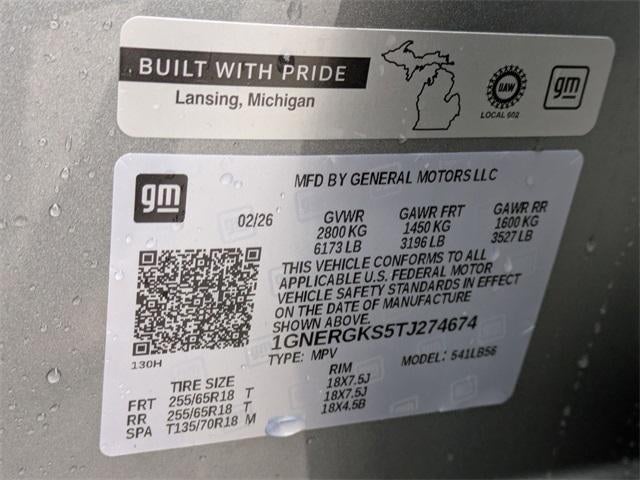 BUILT WITH PRIDE
Lansing, Michigan
UAW
LOCAL 602
gm
gm
MFD BY GENERAL MOTORS LLC
02/26 GVWR GAWR FRT GAWR RR
2800 KG 1450 KG 1600 KG
6173 LB 3196 LB 3527 LB
THIS VEHICLE CONFORMS TO ALL
APPLICABLE U.S. FEDERAL MOTOR
VEHICLE SAFETY STANDARDS IN EFFECT
ON THE DATE OF MANUFACTURE
SHOWN ABOVE.
1GNERGKS5TJ274674
130H
TYPE: MPV MODEL: 541LB56
TIRE SIZE RIM
FRT 255/65R18 T 18X7.5J
RR 255/65R18 T 18X7.5J
SPA T135/70R18 M 18X4.5B